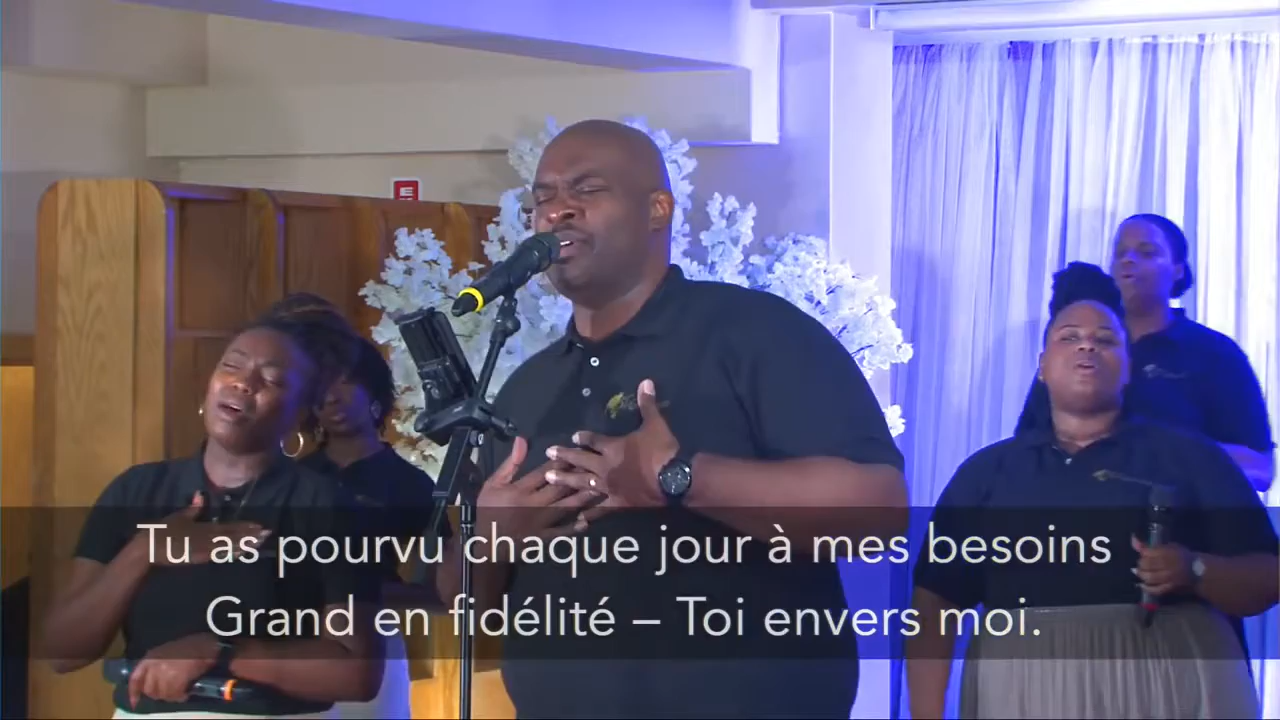 Tu as pourvu chaque jour à mes besoins
Grand en fidélité – Toi envers moi.